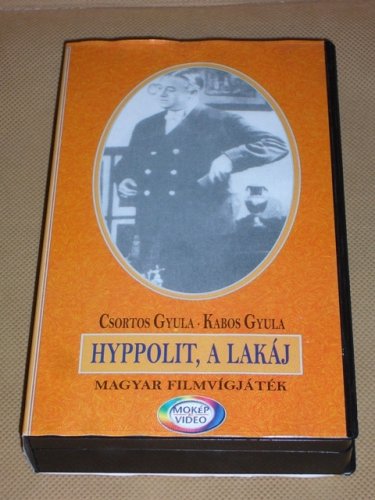 CSORTOS GYULA · KABOS GYULA
HYPPOLIT, A LAKÁJ
MAGYAR FILMVÍGJÁTÉK
MOKÉP
VIDEO